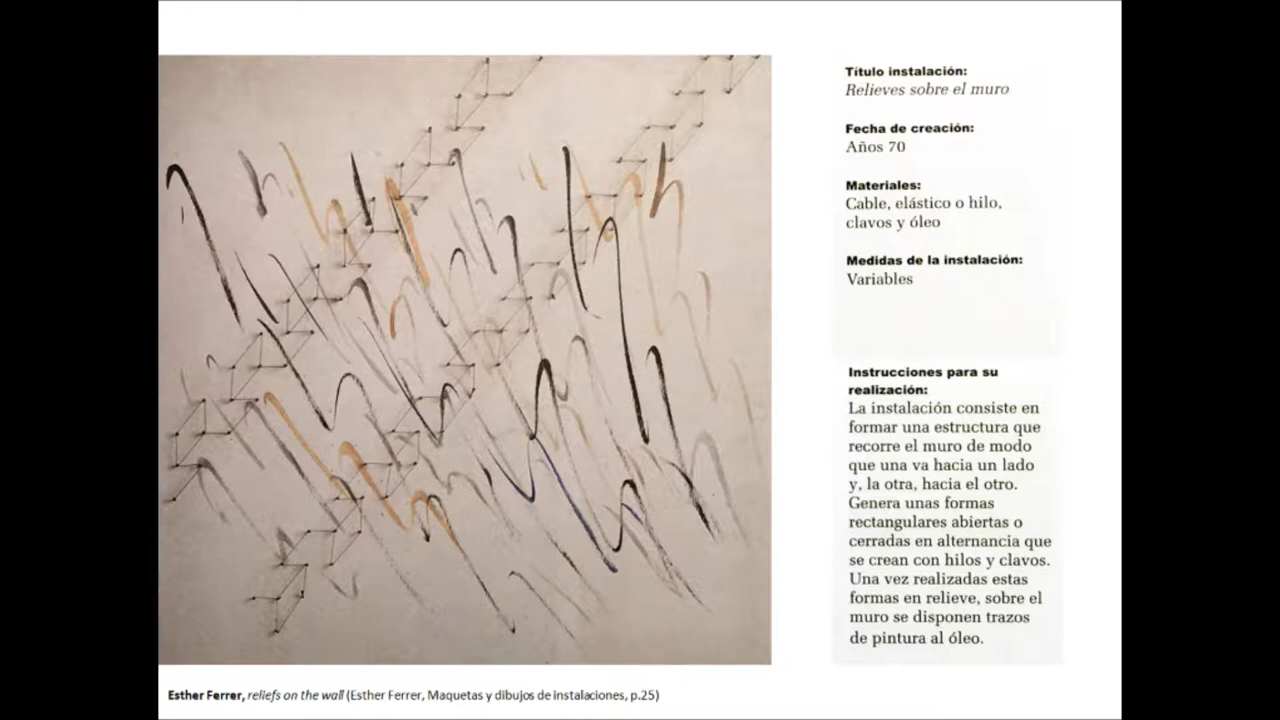 Título instalación:
Relieves sobre el muro
Fecha de creación:
Años 70
Materiales:
Cable, elástico o hilo,
clavos y óleo
Medidas de la instalación:
Variables
Instrucciones para su
realización:
La instalación consiste en
formar una estructura que
recorre el muro de modo
que una va hacia un lado
y, la otra, hacia el otro.
Genera unas formas
rectangulares abiertas o
cerradas en alternancia que
se crean con hilos y clavos.
Una vez realizadas estas
formas en relieve, sobre el
muro se disponen trazos
de pintura al óleo.
Esther Ferrer, reliefs on the wall (Esther Ferrer, Maquetas y dibujos de instalaciones, p.25)